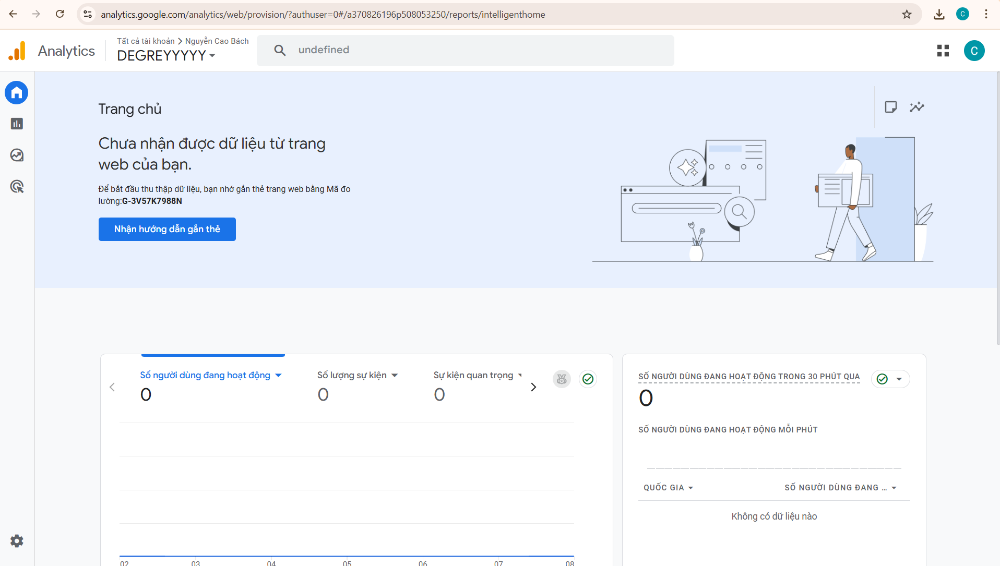 analytics.google.com/analytics/web/provision/?authuser=0#/a370826196p508053250/reports/intelligenthome
C
Analytics
Tất cả tài khoản > Nguyễn Cao Bách
DEGREYYYYY
undefined
C
Trang chủ
Chưa nhận được dữ liệu từ trang
web của bạn.
Để bắt đầu thu thập dữ liệu, bạn nhớ gắn thẻ trang web bằng Mã đo
lường:G-3V57K7988N
Nhận hướng dẫn gắn thẻ
Số người dùng đang hoạt động
0
Số lượng sự kiện
0
Sự kiện quan trọng
0
02 03 04 05 06 07 08
SỐ NGƯỜI DÙNG ĐANG HOẠT ĐỘNG TRONG 30 PHÚT QUA
0
SỐ NGƯỜI DÙNG ĐANG HOẠT ĐỘNG MỖI PHÚT
QUỐC GIA
SỐ NGƯỜI DÙNG ĐANG ...
Không có dữ liệu nào